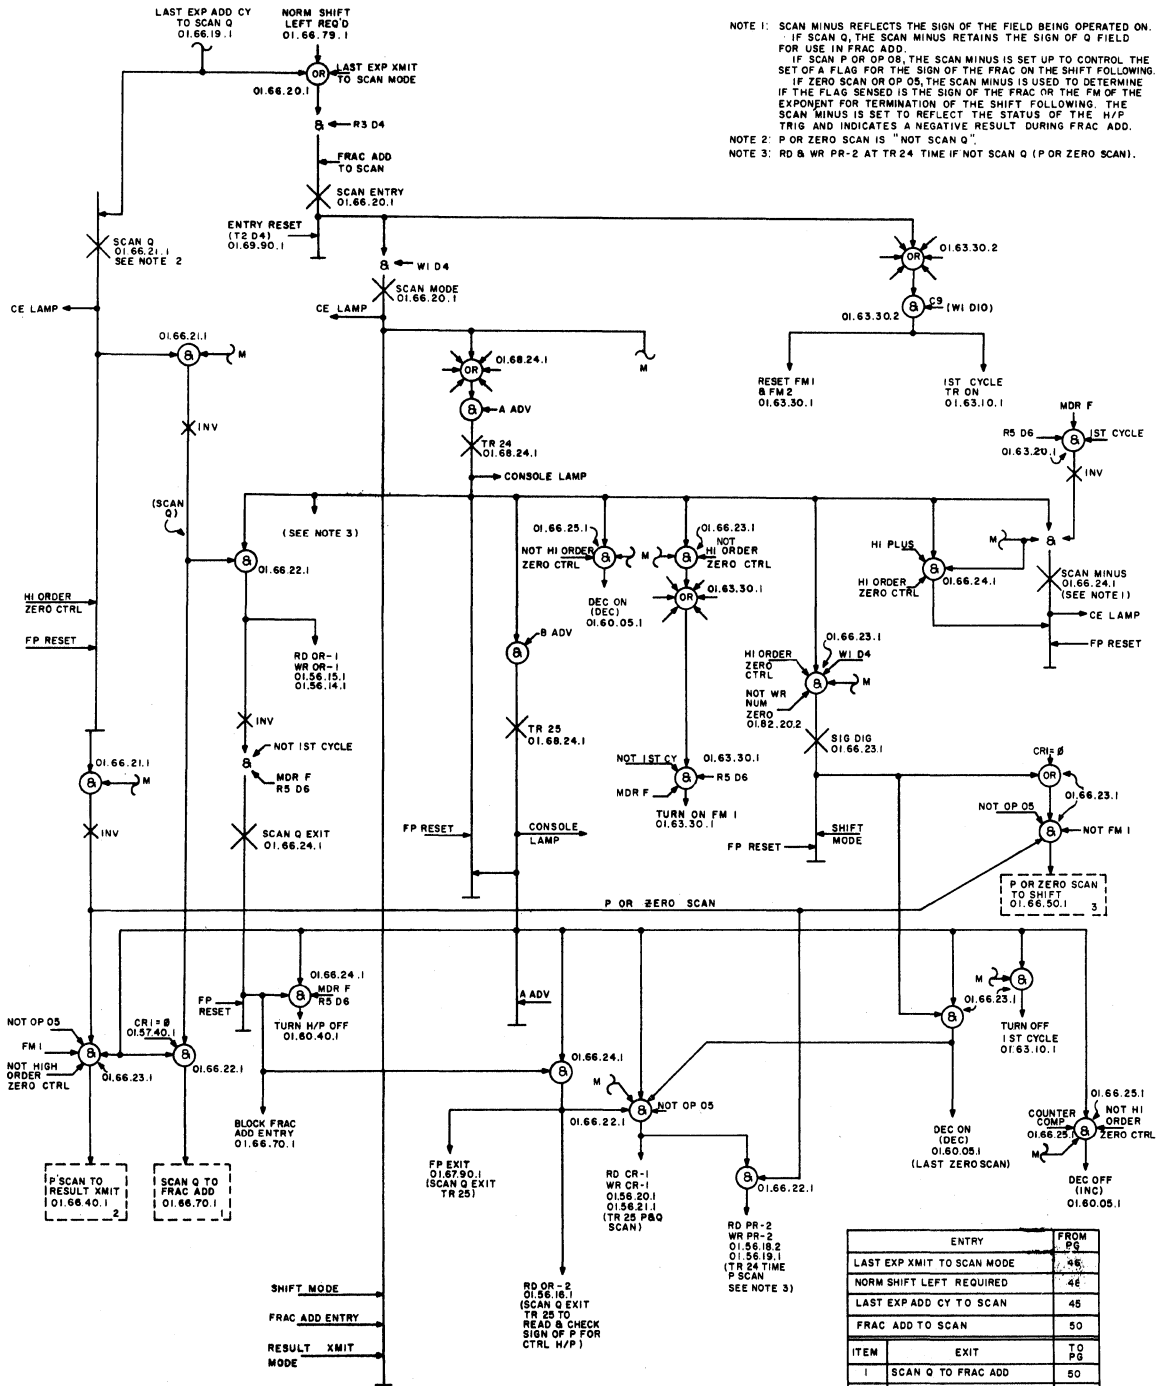 LAST EXP ADD CY
TO SCAN Q
01.66.19.1
NORM SHIFT
LEFT REQ'D
01.66.79.1
OR
LAST EXP XMIT
TO SCAN MODE
01.66.20.1
& R3 D4
FRAC ADD
TO SCAN
SCAN ENTRY
01.66.20.1
ENTRY RESET
(T2 D4)
01.69.90.1
& W1 D4
SCAN MODE
01.66.20.1
CE LAMP
NOTE 1: SCAN MINUS REFLECTS THE SIGN OF THE FIELD BEING OPERATED ON.
IF SCAN Q, THE SCAN MINUS RETAINS THE SIGN OF Q FIELD
FOR USE IN FRAC ADD.
IF SCAN P OR OP 08, THE SCAN MINUS IS SET UP TO CONTROL THE
SET OF A FLAG FOR THE SIGN OF THE FRAC ON THE SHIFT FOLLOWING.
IF ZERO SCAN OR OP 05, THE SCAN MINUS IS USED TO DETERMINE
IF THE FLAG SENSED IS THE SIGN OF THE FRAC OR THE FM OF THE
EXPONENT FOR TERMINATION OF THE SHIFT FOLLOWING. THE
SCAN MINUS IS SET TO REFLECT THE STATUS OF THE H/P
TRIG AND INDICATES A NEGATIVE RESULT DURING FRAC ADD.
NOTE 2: P OR ZERO SCAN IS "NOT SCAN Q".
NOTE 3: RD & WR PR-2 AT TR 24 TIME IF NOT SCAN Q (P OR ZERO SCAN).
SCAN Q
01.66.21.1
SEE NOTE 2
CE LAMP
01.66.21.1
& M
INV
(SCAN
Q)
OR
01.63.30.2
&
C9
(W1 D10)
01.63.30.2
RESET FM 1
& FM 2
01.63.30.1
1ST CYCLE
TR ON
01.63.10.1
OR
01.68.24.1
M
& A ADV
TR 24
01.68.24.1
CONSOLE LAMP
MDR F
R5 D6
&
1ST CYCLE
01.63.20.1
INV
(SEE NOTE 3)
&
01.66.22.1
01.66.25.1
NOT HI ORDER
ZERO CTRL
& M
DEC ON
(DEC)
01.60.05.1
01.66.23.1
M &
NOT
HI ORDER
ZERO CTRL
OR
01.63.30.1
HI PLUS
&
HI ORDER
ZERO CTRL
01.66.24.1
M &
SCAN MINUS
01.66.24.1
(SEE NOTE 1)
CE LAMP
FP RESET
HI ORDER
ZERO CTRL
FP RESET
RD OR-1
WR OR-1
01.56.15.1
01.56.14.1
B ADV
&
TR 25
01.68.24.1
01.66.23.1
HI ORDER
ZERO
CTRL
W1 D4
& M
NOT WR
NUM
ZERO
01.82.20.2
SIG DIG
01.66.23.1
INV
NOT 1ST CYCLE
&
MDR F
R5 D6
SCAN Q EXIT
01.66.24.1
01.66.21.1
& M
INV
01.63.30.1
NOT 1ST CY
& R5 D6
MDR F
TURN ON FM 1
01.63.30.1
CR1=0
OR
01.66.23.1
NOT OP 05
& NOT FM 1
P OR ZERO SCAN
TO SHIFT
01.66.50.1
3
FP RESET
CONSOLE
LAMP
SHIFT
MODE
FP RESET
P OR ZERO SCAN
01.66.24.1
FP
RESET
&
MDR F
R5 D6
TURN H/P OFF
01.60.40.1
A ADV
M &
01.66.23.1
TURN OFF
1ST CYCLE
01.63.10.1
&
NOT OP 05
FM 1
&
NOT HIGH
ORDER
ZERO CTRL
01.66.23.1
CR1=0
01.57.40.1
&
01.66.22.1
01.66.24.1
&
M
& NOT OP 05
01.66.22.1
01.66.25.1
COUNTER
COMP
01.66.25.1
&
NOT HI
ORDER
ZERO CTRL
M
DEC OFF
(INC)
01.60.05.1
BLOCK FRAC
ADD ENTRY
01.66.70.1
P SCAN TO
RESULT XMIT
01.66.40.1
2
SCAN Q TO
FRAC ADD
01.66.70.1
1
FP EXIT
01.67.90.1
(SCAN Q EXIT
TR 25)
RD CR-1
WR CR-1
01.56.20.1
01.56.21.1
(TR 25 P&Q
SCAN)
&
01.66.22.1
DEC ON
(DEC)
01.60.05.1
(LAST ZERO SCAN)
RD PR-2
WR PR-2
01.56.18.2
01.56.19.1
(TR 24 TIME
P SCAN
SEE NOTE 3)
RD OR-2
01.56.16.1
(SCAN Q EXIT
TR 25 TO
READ & CHECK
SIGN OF P FOR
CTRL H/P)
SHIFT MODE
FRAC ADD ENTRY
RESULT XMIT
MODE
ENTRY FROM PG
LAST EXP XMIT TO SCAN MODE 46
NORM SHIFT LEFT REQUIRED 48
LAST EXP ADD CY TO SCAN 45
FRAC ADD TO SCAN 50
ITEM EXIT TO PG
1 SCAN Q TO FRAC ADD 50